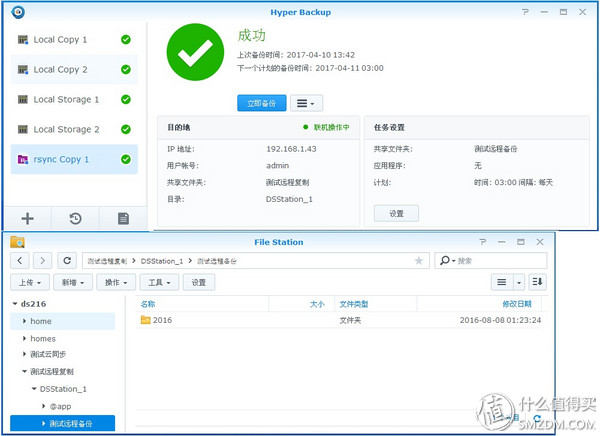 Hyper Backup
Local Copy 1
Local Copy 2
Local Storage 1
Local Storage 2
rsync Copy 1
成功
上次备份时间: 2017-04-10 13:42
下一个计划的备份时间: 2017-04-11 03:00
立即备份
目的地
联机操作中
IP 地址: 192.168.1.43
用户帐号: admin
共享文件夹: 测试远程复制
目录: DSStation_1
任务设置
共享文件夹: 测试远程备份
应用程序: 无
计划: 时间: 03:00 间隔: 每天
设置
File Station
测试远程复制 DSStation_1 测试远程备份
搜索
上传 新增 操作 工具 设置
ds216
home
homes
测试云同步
测试远程复制
DSStation_1
@app
测试远程备份
名称 大小 文件类型 修改日期
2016 文件夹 2016-08-08 01:23:24
值 什么值得买
SMZDM.COM